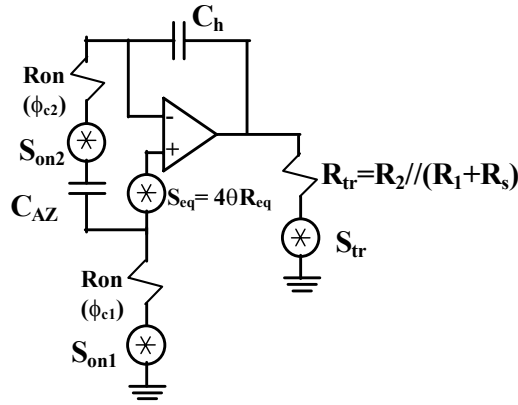 C_h
Ron
(ϕ_c2)
S_on2
C_AZ
-
+
S_eq = 4θR_eq
R_tr=R_2//(R_1+R_s)
S_tr
Ron
(ϕ_c1)
S_on1